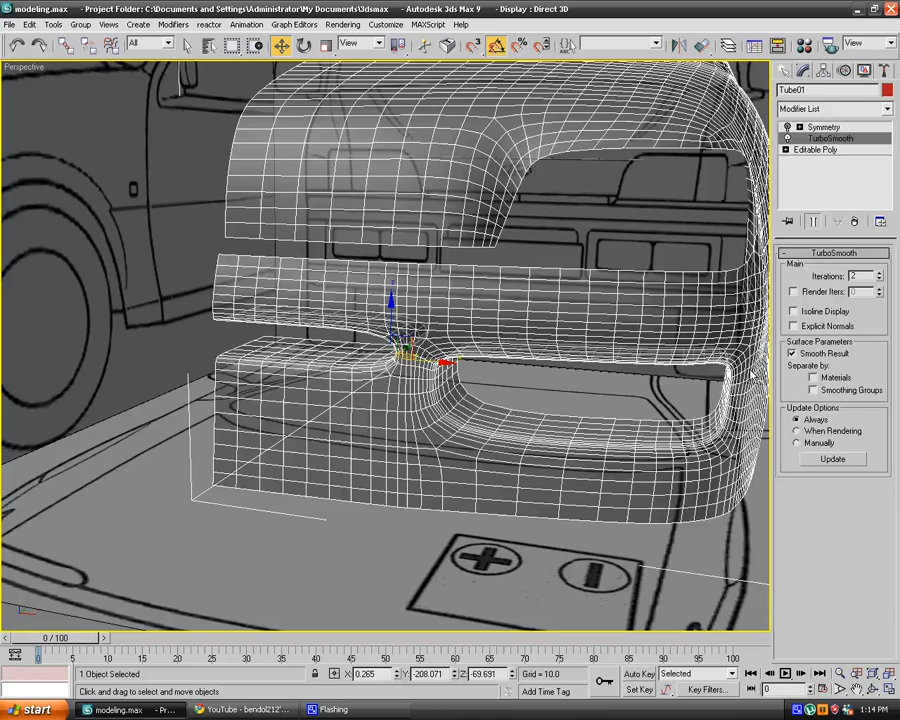 modeling.max - Project Folder: C:\Documents and Settings\Administrator\My Documents\3dsmax - Autodesk 3ds Max 9 - Display : Direct 3D
File Edit Tools Group Views Create Modifiers reactor Animation Graph Editors Rendering Customize MAXScript Help
All View View
Perspective
Tube01
Modifier List
Symmetry
TurboSmooth
Editable Poly
TurboSmooth
Main
Iterations: 2
Render Iters: 0
Isoline Display
Explicit Normals
Surface Parameters
Smooth Result
Separate by:
Materials
Smoothing Groups
Update Options
Always
When Rendering
Manually
Update
0 / 100
0 5 10 15 20 25 30 35 40 45 50 55 60 65 70 75 80 85 90 95 100
1 Object Selected X: 0.265 Y: -208.071 Z: -69.691 Grid = 10.0 Auto Key Selected
Click and drag to select and move objects Add Time Tag Set Key Key Filters... 0
start modeling.max - Pr... YouTube - bendol2'... Flashing 1:14 PM